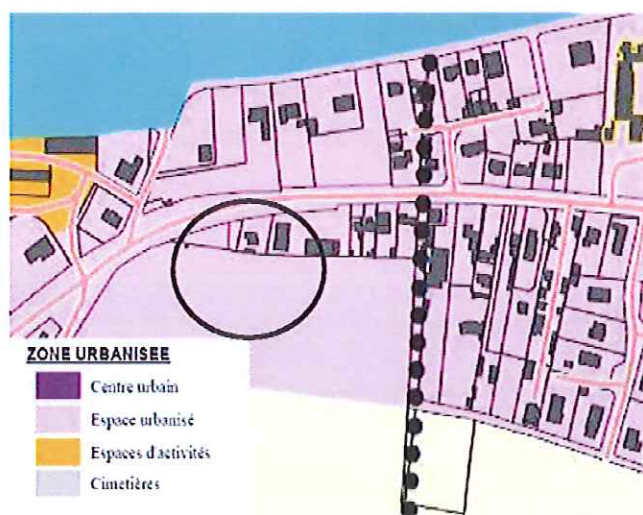 ZONE URBANISEE
Centre urbain
Espace urbanisé
Espaces d'activités
Cimetières